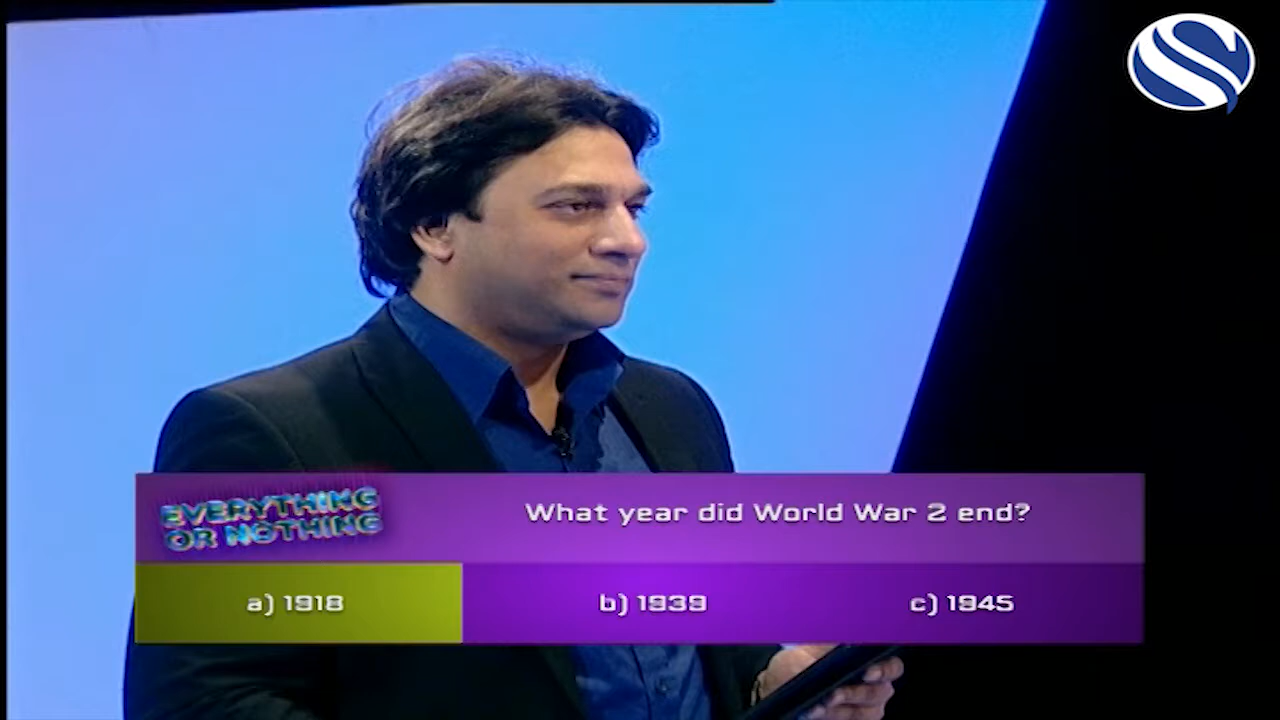 S
EVERYTHING
OR NOTHING
What year did World War 2 end?
a) 1918
b) 1939
c) 1945